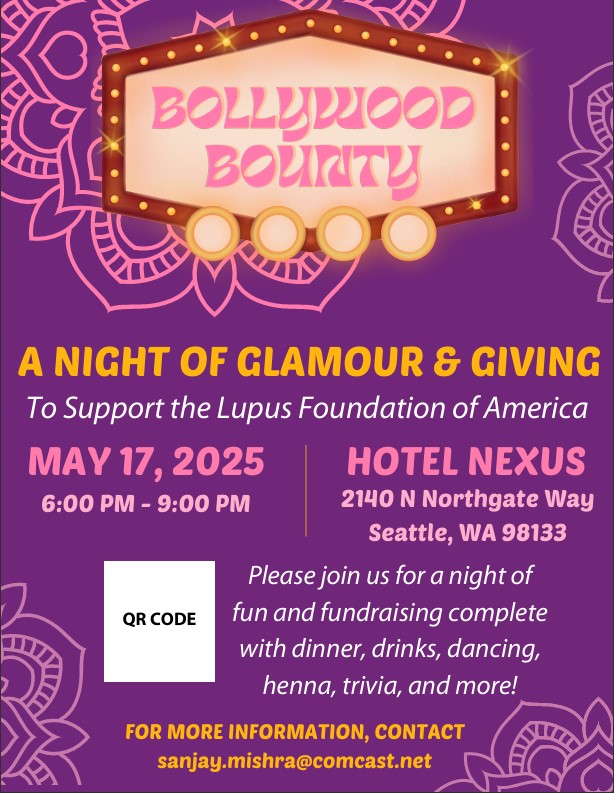 BOLLYWOOD
BOUNTY
A NIGHT OF GLAMOUR & GIVING
To Support the Lupus Foundation of America
MAY 17, 2025
6:00 PM - 9:00 PM
HOTEL NEXUS
2140 N Northgate Way
Seattle, WA 98133
QR CODE
Please join us for a night of
fun and fundraising complete
with dinner, drinks, dancing,
henna, trivia, and more!
FOR MORE INFORMATION, CONTACT
sanjay.mishra@comcast.net